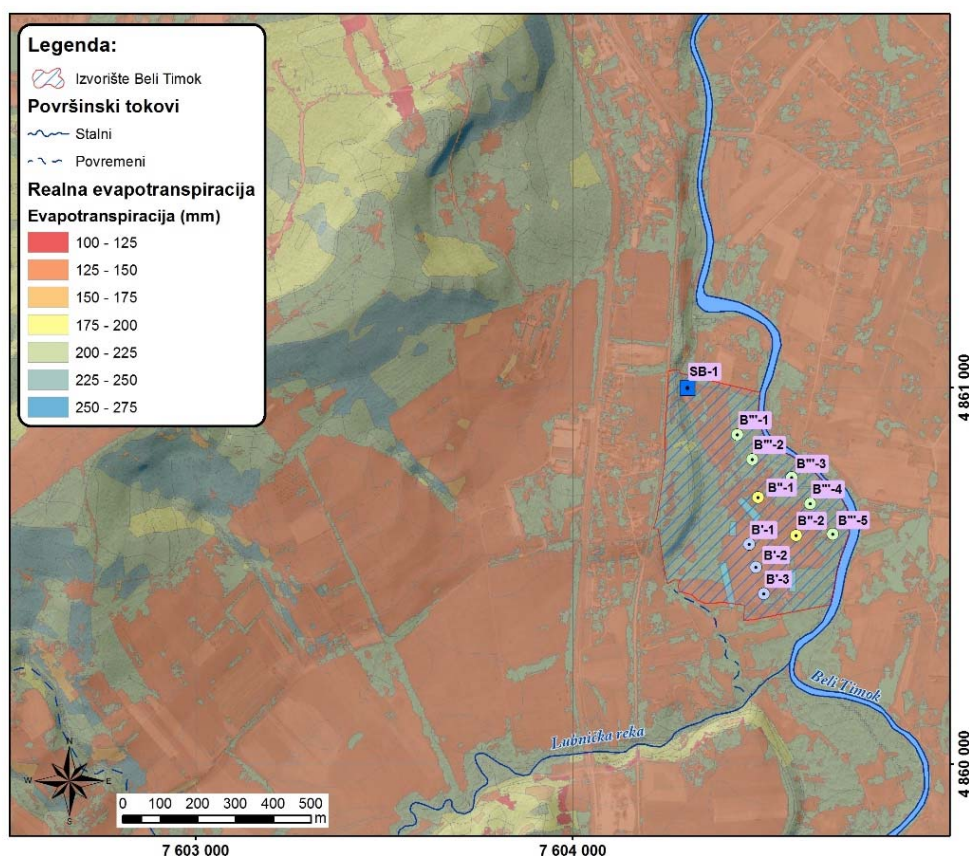 Legenda:
Izvorište Beli Timok
Površinski tokovi
Stalni
Povremeni
Realna evapotranspiracija
Evapotranspiracija (mm)
100 - 125
125 - 150
150 - 175
175 - 200
200 - 225
225 - 250
250 - 275
SB-1
B'''-1
B'''-2
B'''-3
B''-1
B'''-4
B''-2
B'''-5
B'-1
B'-2
B'-3
4 861 000
Beli Timok
Lubnička reka
N
W E
S
4 860 000
0 100 200 300 400 500
m
7 603 000
7 604 000